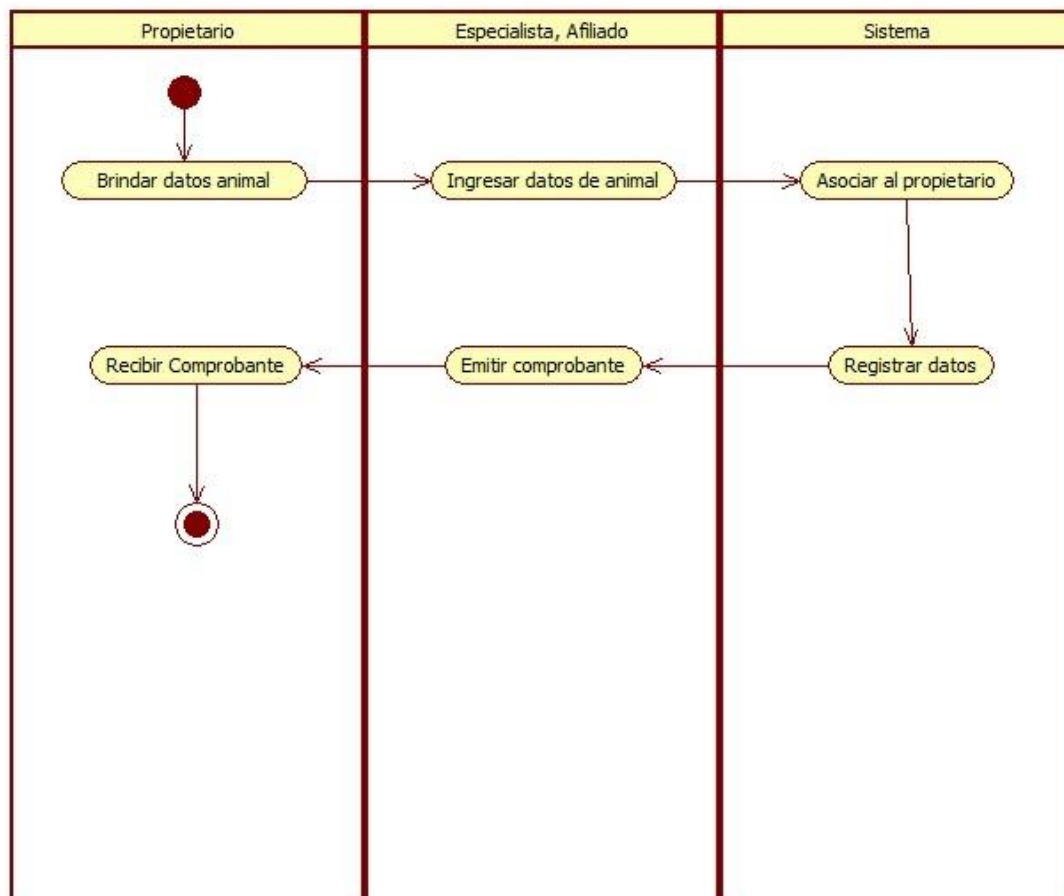 Propietario
Especialista, Afiliado
Sistema
Brindar datos animal
Ingresar datos de animal
Asociar al propietario
Recibir Comprobante
Emitir comprobante
Registrar datos